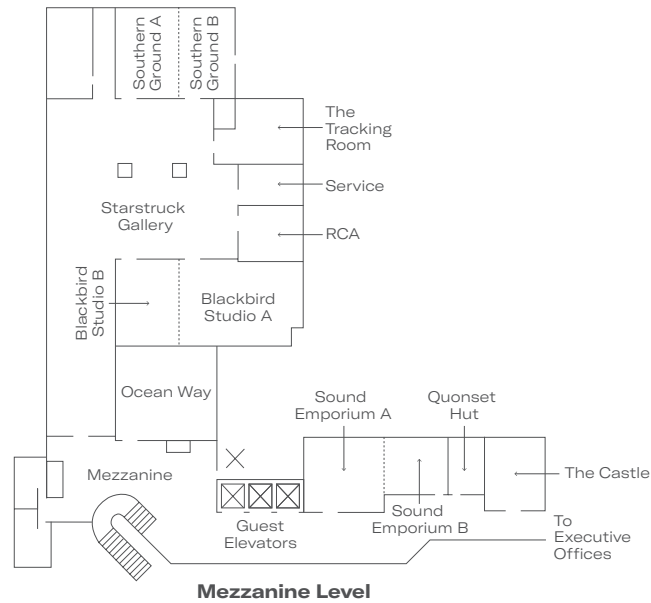 Southern
Ground A
Southern
Ground B
The
Tracking
Room
Service
Starstruck
Gallery
RCA
Blackbird
Studio B
Blackbird
Studio A
Ocean Way
Sound
Emporium A
Quonset
Hut
Mezzanine
The Castle
Guest
Elevators
Sound
Emporium B
To
Executive
Offices
Mezzanine Level